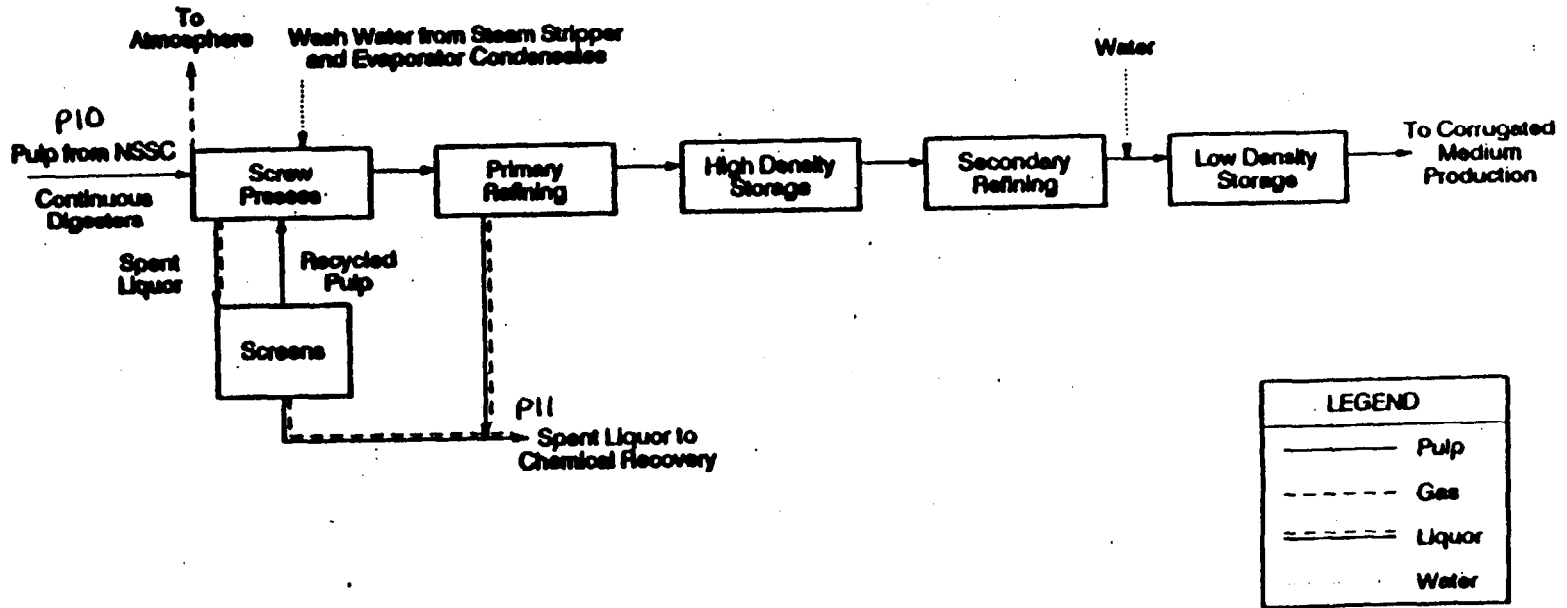 To
Atmosphere
Wash Water from Steam Stripper
and Evaporator Condensates
Water
P10
Pulp from NSSC
Continuous
Digesters
Screw
Presses
Primary
Refining
High Density
Storage
Secondary
Refining
Low Density
Storage
To Corrugated
Medium
Production
Spent
Liquor
Recycled
Pulp
Screens
P11
Spent Liquor to
Chemical Recovery
LEGEND
Pulp
Gas
Liquor
Water